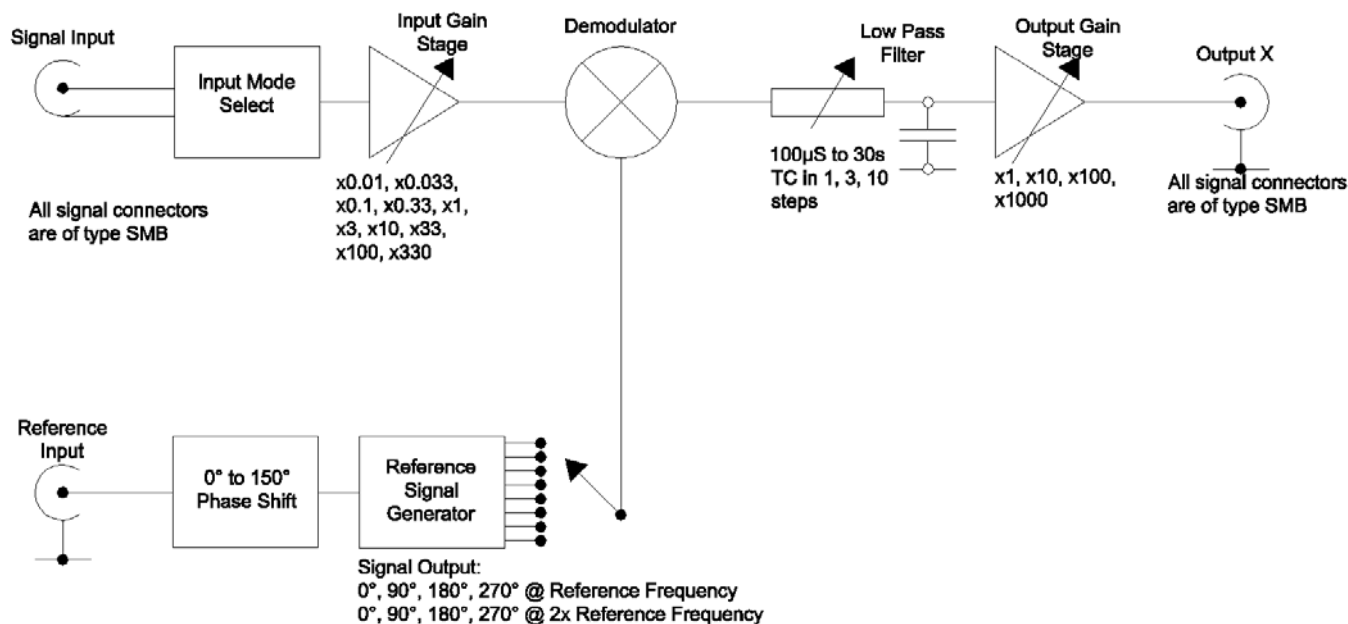 Signal Input
Input Mode
Select
Input Gain
Stage
Demodulator
Low Pass
Filter
Output Gain
Stage
Output X
All signal connectors
are of type SMB
x0.01, x0.033,
x0.1, x0.33, x1,
x3, x10, x33,
x100, x330
100µS to 30s
TC in 1, 3, 10
steps
x1, x10, x100,
x1000
All signal connectors
are of type SMB
Reference
Input
0° to 150°
Phase Shift
Reference
Signal
Generator
Signal Output:
0°, 90°, 180°, 270° @ Reference Frequency
0°, 90°, 180°, 270° @ 2x Reference Frequency